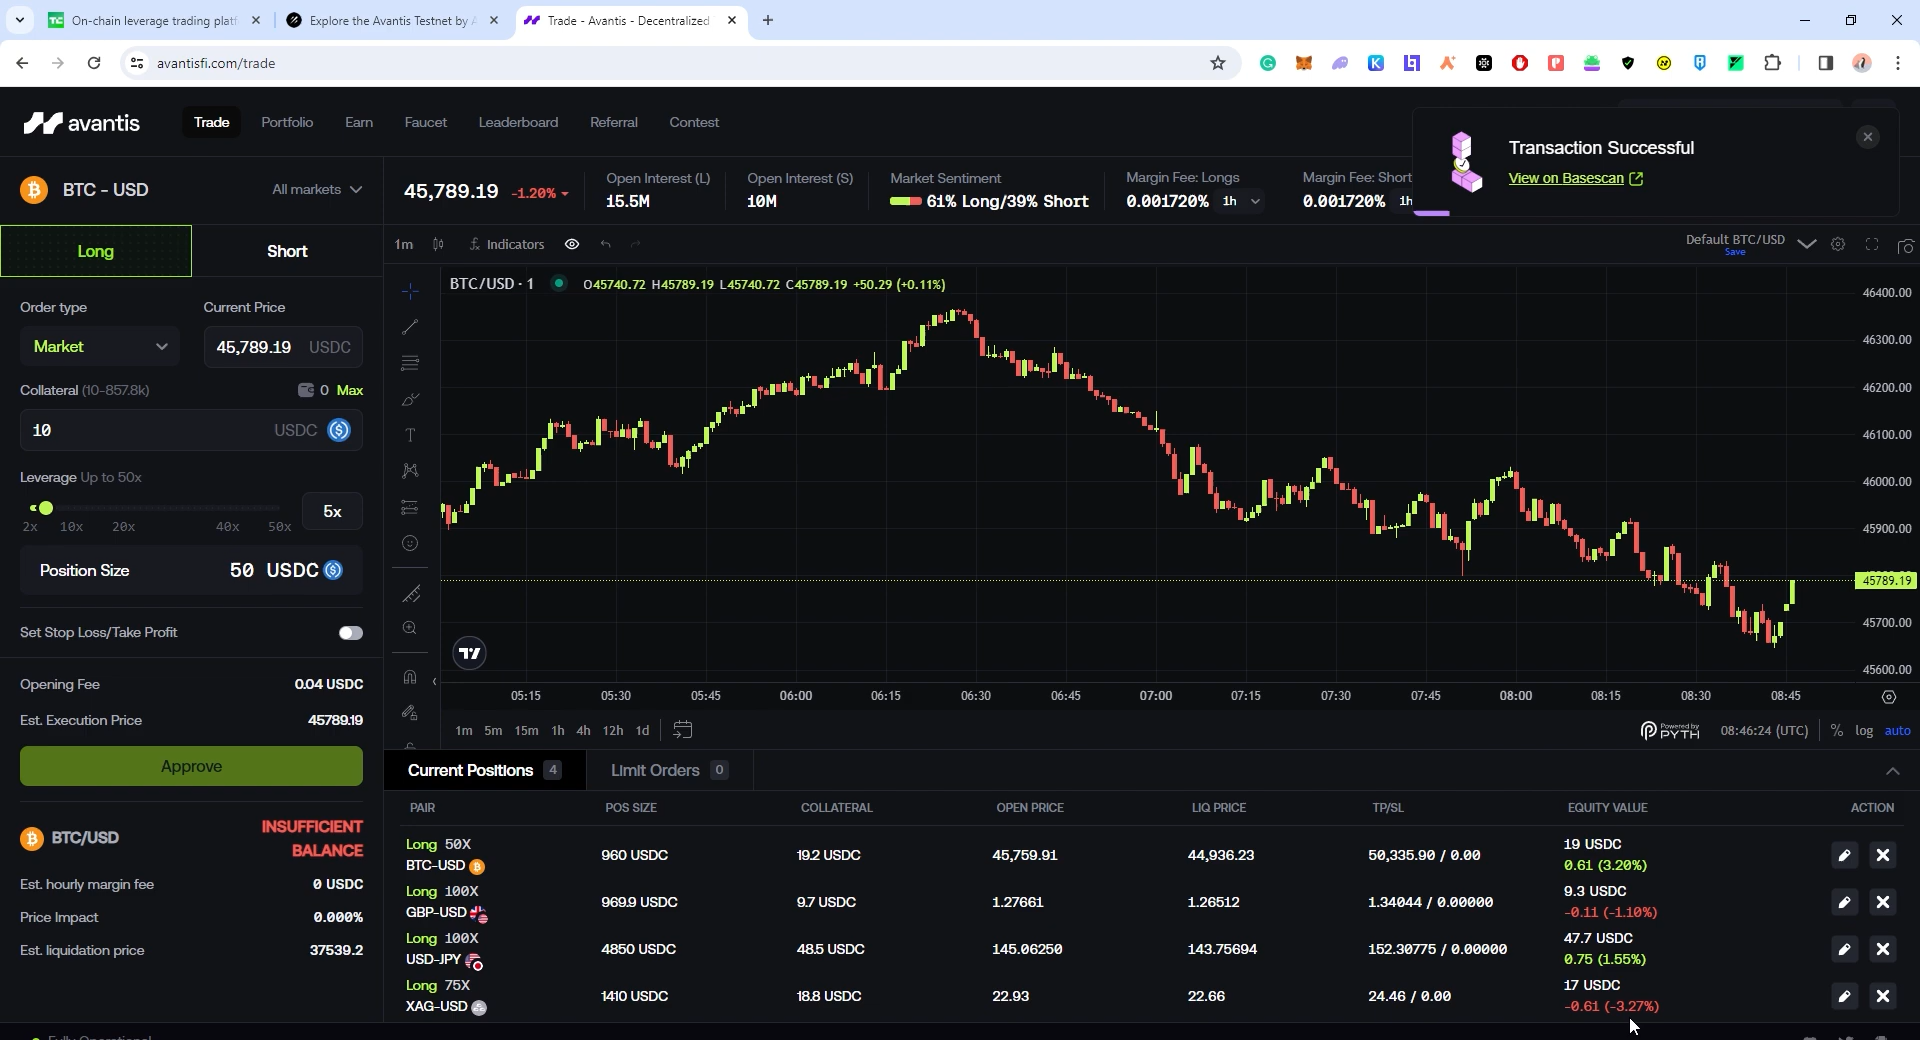 On-chain leverage trading platf
Explore the Avantis Testnet by A
Trade - Avantis - Decentralized
avantisfi.com/trade
avantis
Trade
Portfolio
Earn
Faucet
Leaderboard
Referral
Contest
Transaction Successful
View on Basescan
BTC - USD
All markets
45,789.19 -1.20%
Open Interest (L)
15.5M
Open Interest (S)
10M
Market Sentiment
61% Long/39% Short
Margin Fee: Longs
0.001720% 1h
Margin Fee: Short
0.001720% 1h
Long
Short
1m
Indicators
Default BTC/USD
Save
BTC/USD · 1
O45740.72 H45789.19 L45740.72 C45789.19 +50.29 (+0.11%)
Order type
Current Price
Market
45,789.19 USDC
Collateral (10-857.8k)
0 Max
10
USDC
Leverage Up to 50x
5x
2x 10x 20x 40x 50x
Position Size
50 USDC
Set Stop Loss/Take Profit
Opening Fee
0.04 USDC
Est. Execution Price
45789.19
Approve
BTC/USD
INSUFFICIENT
BALANCE
Est. hourly margin fee
0 USDC
Price Impact
0.000%
Est. liquidation price
37539.2
46400.00
46300.00
46200.00
46100.00
46000.00
45900.00
45789.19
45700.00
45600.00
05:15 05:30 05:45 06:00 06:15 06:30 06:45 07:00 07:15 07:30 07:45 08:00 08:15 08:30 08:45
1m 5m 15m 1h 4h 12h 1d
Powered by
PYTH
08:46:24 (UTC)
% log auto
Current Positions 4
Limit Orders 0
PAIR POS SIZE COLLATERAL OPEN PRICE LIQ PRICE TP/SL EQUITY VALUE ACTION
Long 50X
BTC-USD
960 USDC
19.2 USDC
45,759.91
44,936.23
50,335.90 / 0.00
19 USDC
0.61 (3.20%)
Long 100X
GBP-USD
969.9 USDC
9.7 USDC
1.27661
1.26512
1.34044 / 0.00000
9.3 USDC
-0.11 (-1.10%)
Long 100X
USD-JPY
4850 USDC
48.5 USDC
145.06250
143.75694
152.30775 / 0.00000
47.7 USDC
0.75 (1.55%)
Long 75X
XAG-USD
1410 USDC
18.8 USDC
22.93
22.66
24.46 / 0.00
17 USDC
-0.61 (-3.27%)